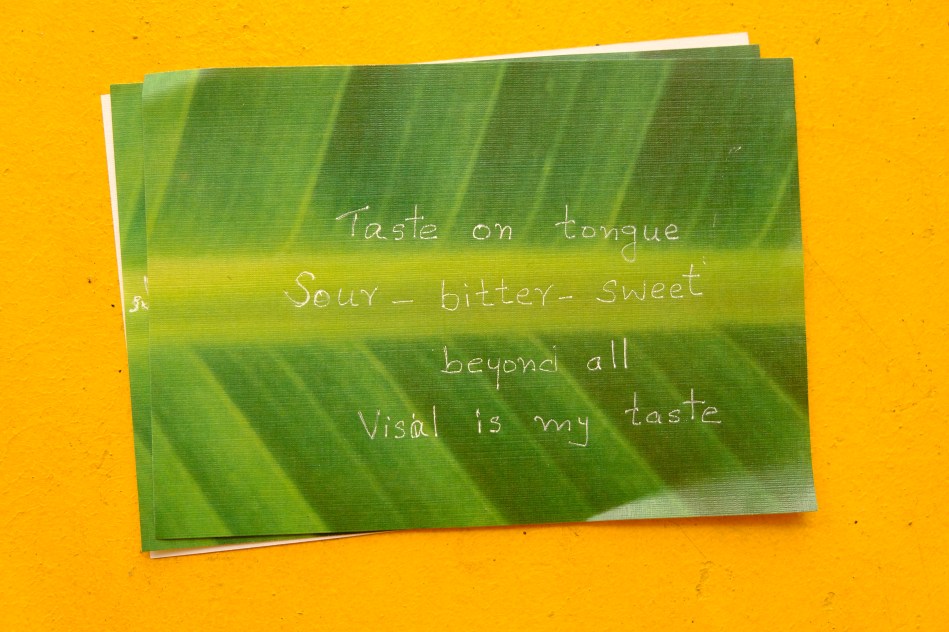 Taste on tongue
Sour - bitter - sweet
beyond all
Visal is my taste